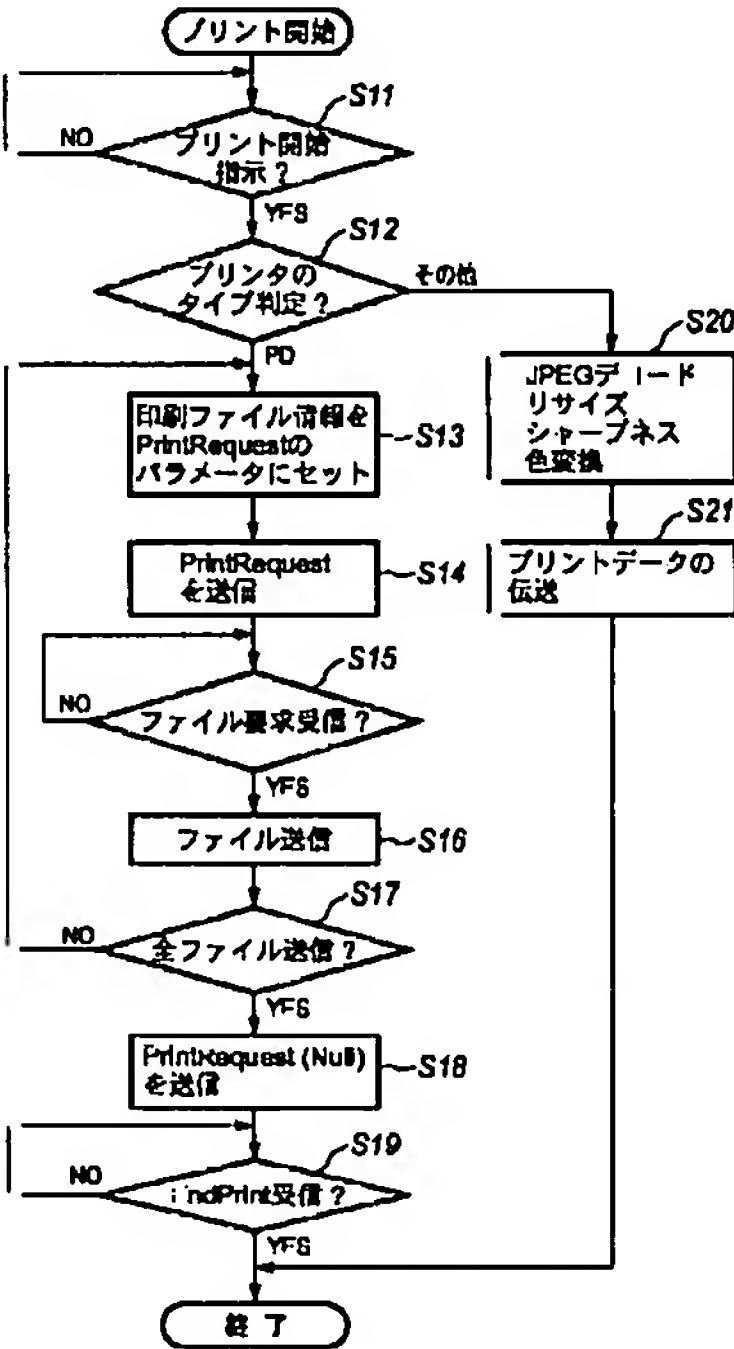 プリント開始
S11
プリント開始
指示?
NO
YES
S12
プリンタの
タイプ判定?
その他
PD
S20
JPEGデコード
リサイズ
シャープネス
色変換
印刷ファイル情報を
PrintRequestの
パラメータにセット
S13
S21
プリントデータの
伝送
PrintRequest
を送信
S14
S15
ファイル要求受信?
NO
YES
ファイル送信
S16
S17
全ファイル送信?
NO
YES
PrintRequest (Null)
を送信
S18
S19
EndPrint受信?
NO
YES
終了